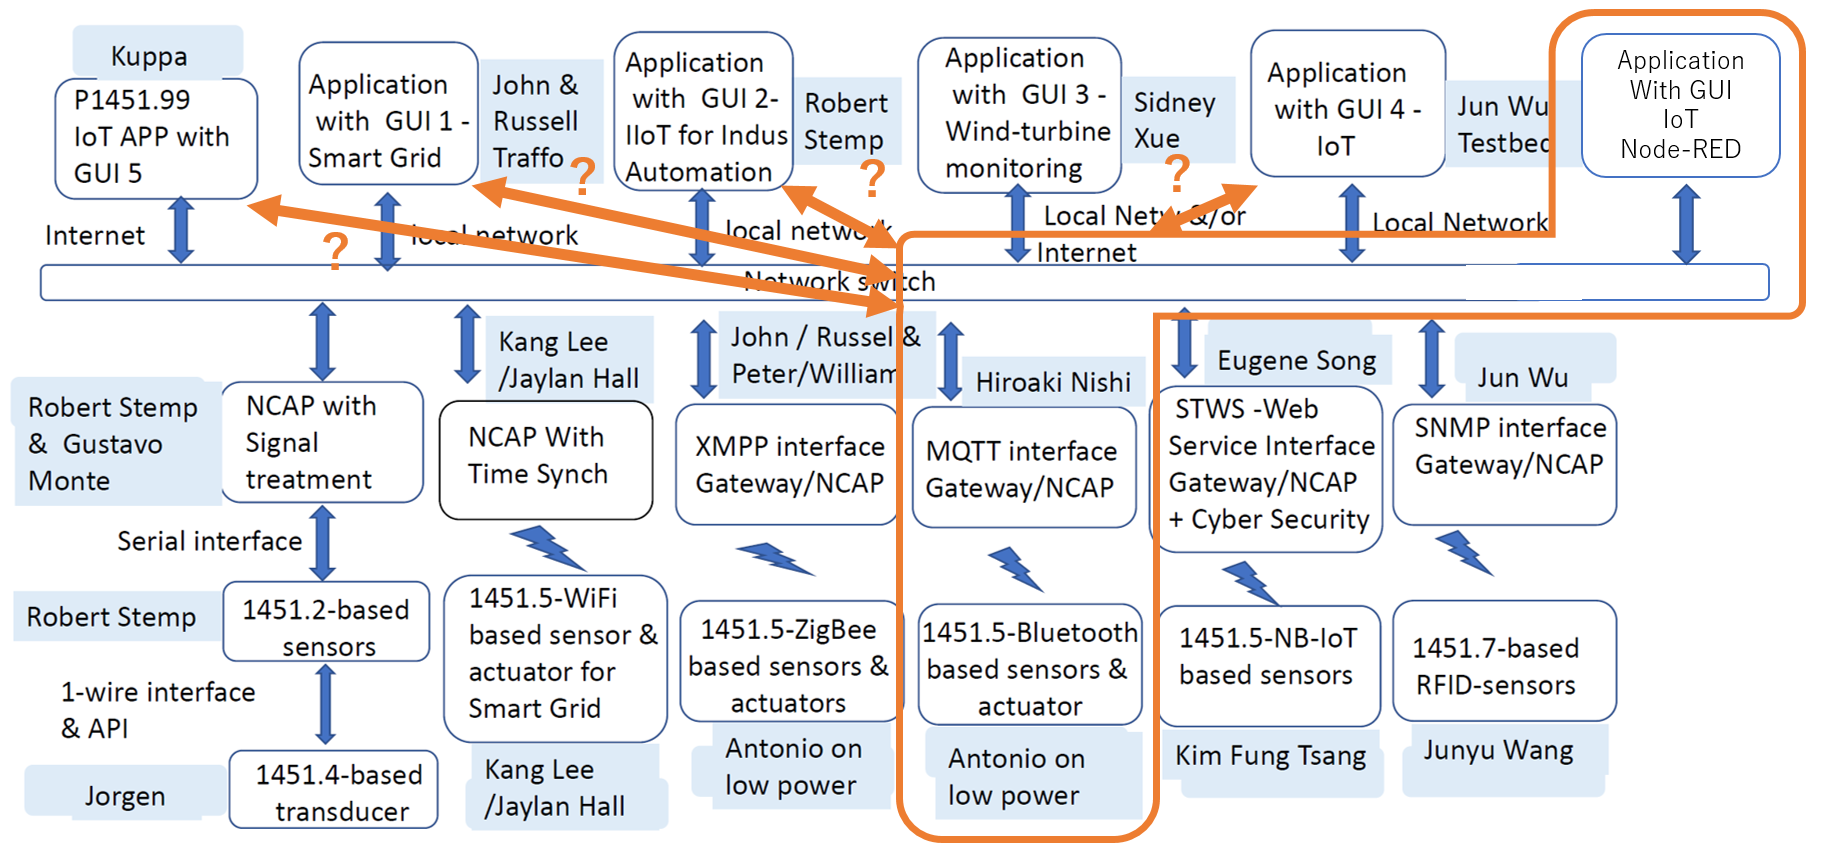 Kuppa
P1451.99
IoT APP with
GUI 5
Application
with GUI 1 -
Smart Grid
John &
Russell
Traffo
Application
with GUI 2-
IIoT for Indus
Automation
Robert
Stemp
Application
with GUI 3 -
Wind-turbine
monitoring
Sidney
Xue
Application
with GUI 4 -
IoT
Jun Wu
Testbed
Application
With GUI
IoT
Node-RED
?
?
?
?
Internet
local network
local network
Local Netw &/or
Internet
Local Network
Network switch
Robert Stemp
& Gustavo
Monte
NCAP with
Signal
treatment
Kang Lee
/Jaylan Hall
NCAP With
Time Synch
John / Russel &
Peter/William
XMPP interface
Gateway/NCAP
Hiroaki Nishi
MQTT interface
Gateway/NCAP
Eugene Song
STWS -Web
Service Interface
Gateway/NCAP
+ Cyber Security
Jun Wu
SNMP interface
Gateway/NCAP
Serial interface
Robert Stemp
1451.2-based
sensors
1-wire interface
& API
Jorgen
1451.4-based
transducer
1451.5-WiFi
based sensor &
actuator for
Smart Grid
Kang Lee
/Jaylan Hall
1451.5-ZigBee
based sensors &
actuators
Antonio on
low power
1451.5-Bluetooth
based sensors &
actuator
Antonio on
low power
1451.5-NB-IoT
based sensors
Kim Fung Tsang
1451.7-based
RFID-sensors
Junyu Wang